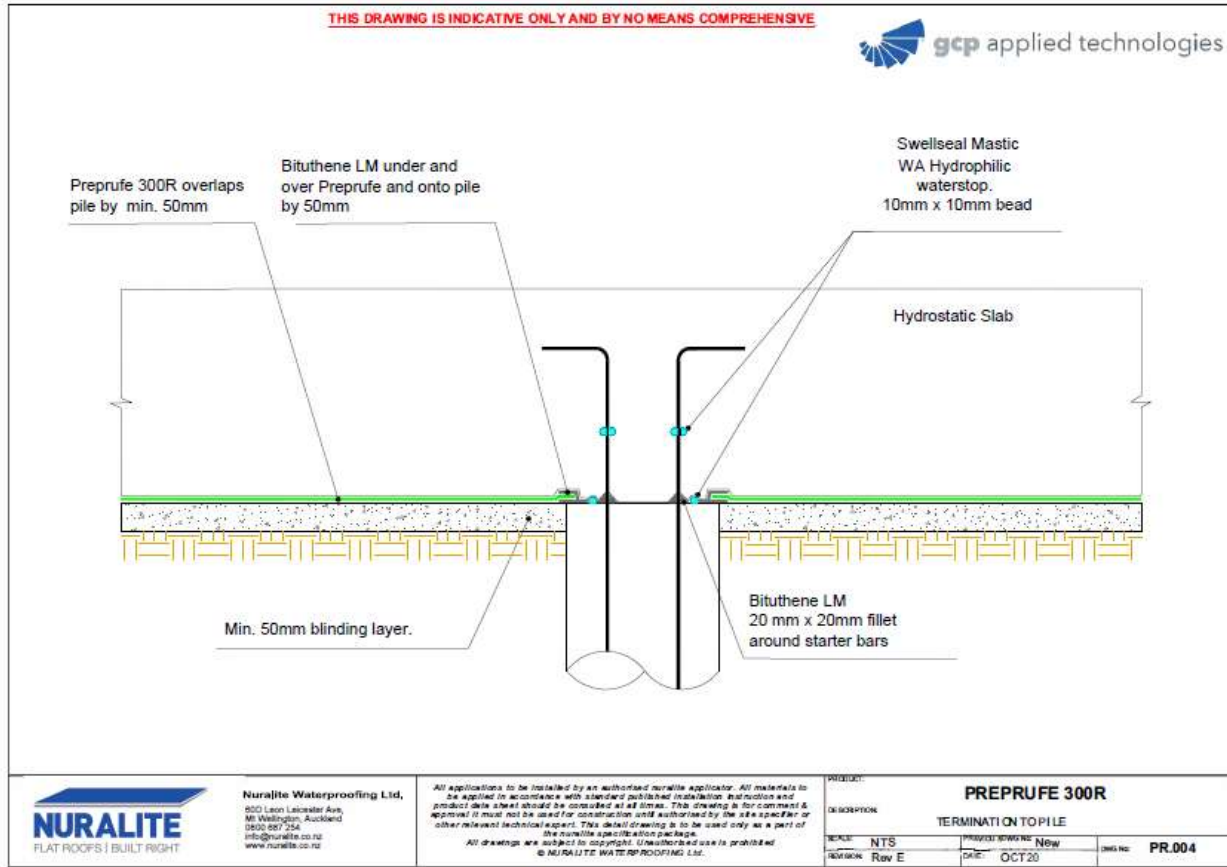 THIS DRAWING IS INDICATIVE ONLY AND BY NO MEANS COMPREHENSIVE
gcp applied technologies
Swellseal Mastic
WA Hydrophilic
waterstop.
10mm x 10mm bead
Bituthene LM under and
over Preprufe and onto pile
by 50mm
Preprufe 300R overlaps
pile by min. 50mm
Hydrostatic Slab
Bituthene LM
20 mm x 20mm fillet
around starter bars
Min. 50mm blinding layer.
NURALITE
FLAT ROOFS | BUILT RIGHT
Nuralite Waterproofing Ltd,
60D Leon Leicester Ave,
Mt Wellington, Auckland
0800 687 254
info@nuralite.co.nz
www.nuralite.co.nz
All applications to be installed by an authorised nuralite applicator. All materials to
be applied in accordance with standard published installation instruction and
product data sheet should be consulted at all times. This drawing is for comment &
approval it must not be used for construction until authorised by the site specifier or
other relevant technical expert. This detail drawing is to be used only as a part of
the nuralite specification package.
All drawings are subject to copyright. Unauthorised use is prohibited
© NURALITE WATERPROOFING Ltd.
PRODUCT:
PREPRUFE 300R
DESCRIPTION:
TERMINATION TO PILE
SCALE: NTS
PREVIOUS DWG No: New
REVISION: Rev E
DATE: OCT 20
DWG No: PR.004